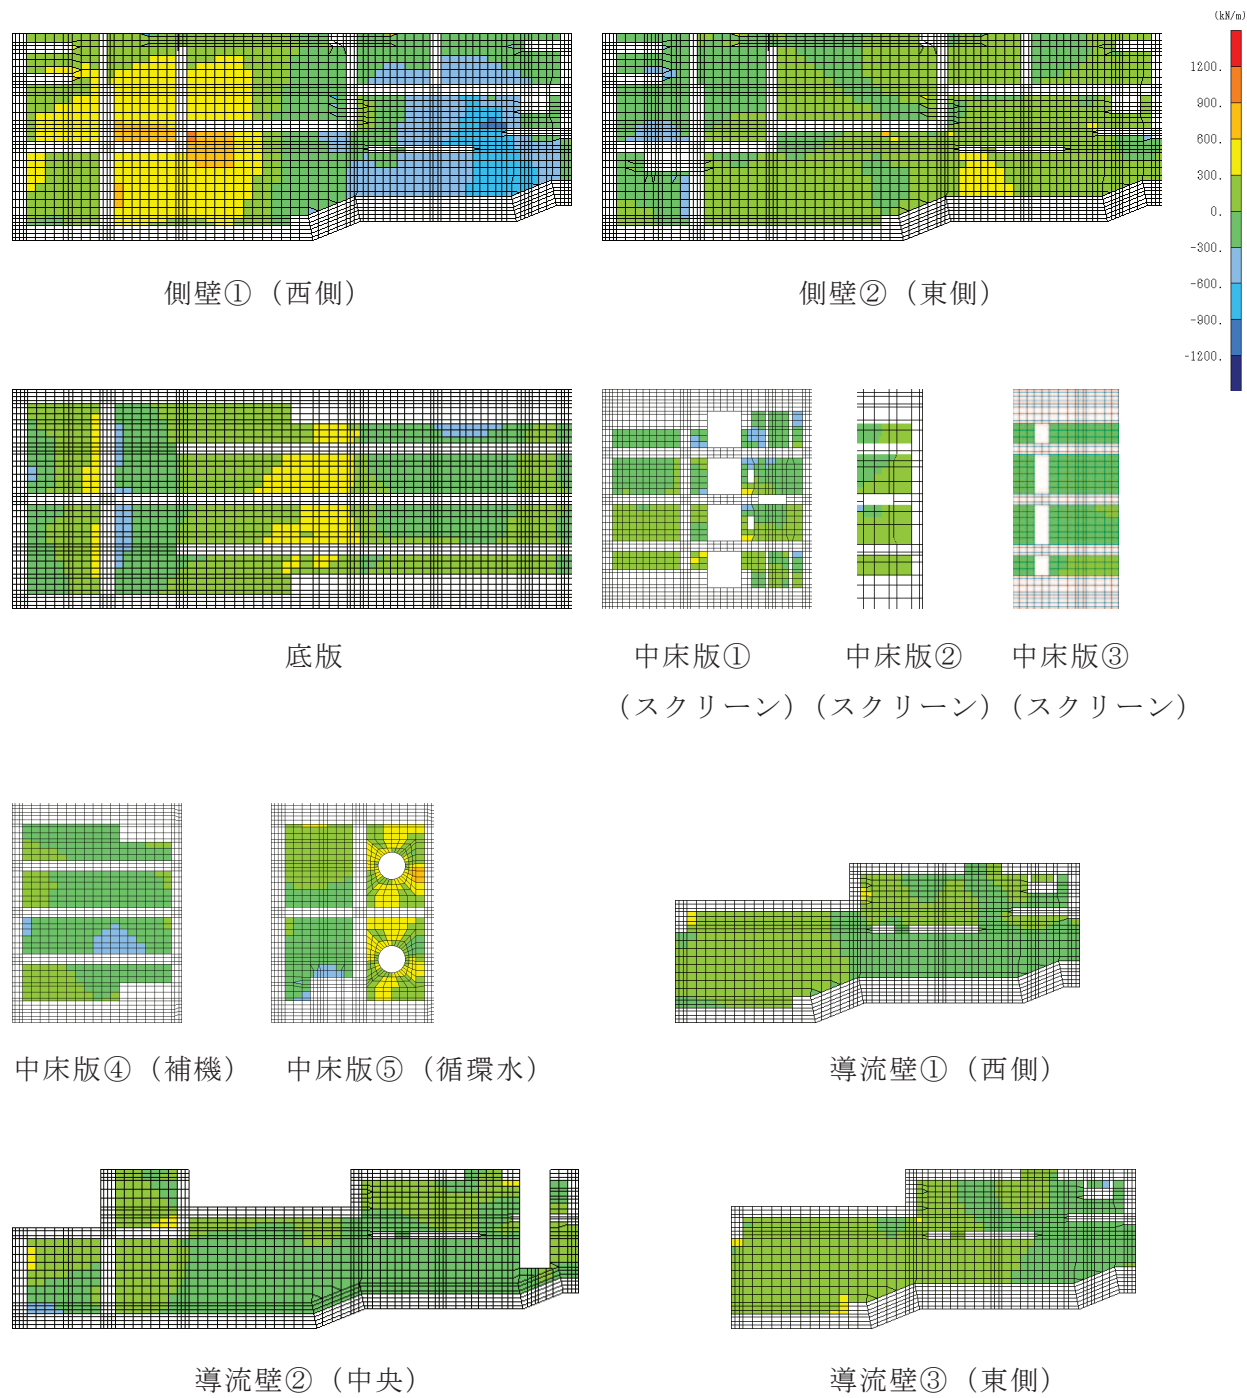 (kN/m)
1200.
900.
600.
300.
0.
-300.
-600.
-900.
-1200.
側壁①（西側）
側壁②（東側）
底版
中床版①
（スクリーン）
中床版②
（スクリーン）
中床版③
（スクリーン）
中床版④（補機）
中床版⑤（循環水）
導流壁①（西側）
導流壁②（中央）
導流壁③（東側）